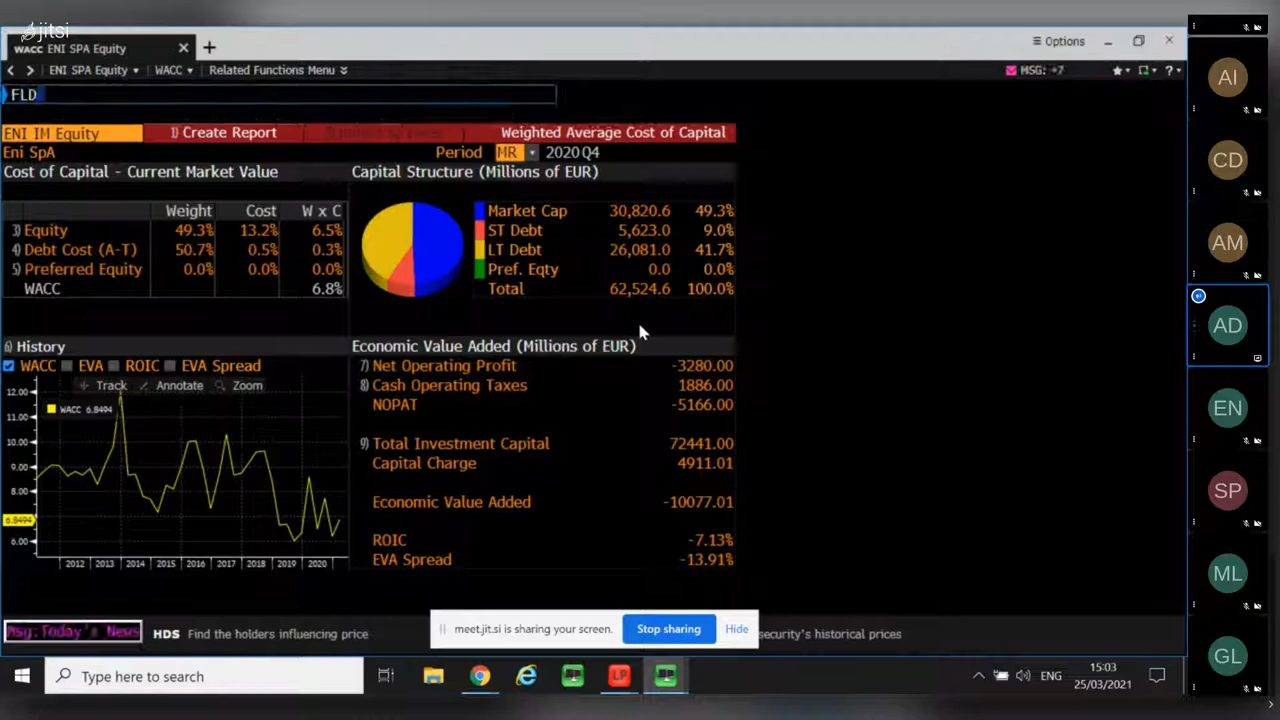 jitsi
WACC ENI SPA Equity
Options
ENI SPA Equity WACC Related Functions Menu MSG: +7
FLD
ENI IM Equity 1) Create Report Weighted Average Cost of Capital
Eni SpA Period MR 2020 Q4
Cost of Capital - Current Market Value Capital Structure (Millions of EUR)
Weight Cost W x C
3) Equity 49.3% 13.2% 6.5%
4) Debt Cost (A-T) 50.7% 0.5% 0.3%
5) Preferred Equity 0.0% 0.0% 0.0%
WACC 6.8%
Market Cap 30,820.6 49.3%
ST Debt 5,623.0 9.0%
LT Debt 26,081.0 41.7%
Pref. Eqty 0.0 0.0%
Total 62,524.6 100.0%
6) History
WACC EVA ROIC EVA Spread
Track Annotate Zoom
WACC 6.8494
12.00
11.00
10.00
9.00
8.00
6.8494
6.00
2012 2013 2014 2015 2016 2017 2018 2019 2020
Economic Value Added (Millions of EUR)
7) Net Operating Profit -3280.00
8) Cash Operating Taxes 1886.00
NOPAT -5166.00
9) Total Investment Capital 72441.00
Capital Charge 4911.01
Economic Value Added -10077.01
ROIC -7.13%
EVA Spread -13.91%
Msg:Today's News HDS Find the holders influencing price
meet.jit.si is sharing your screen. Stop sharing Hide
security's historical prices
Type here to search
LP
ENG
15:03
25/03/2021
AI
CD
AM
AD
EN
SP
ML
GL